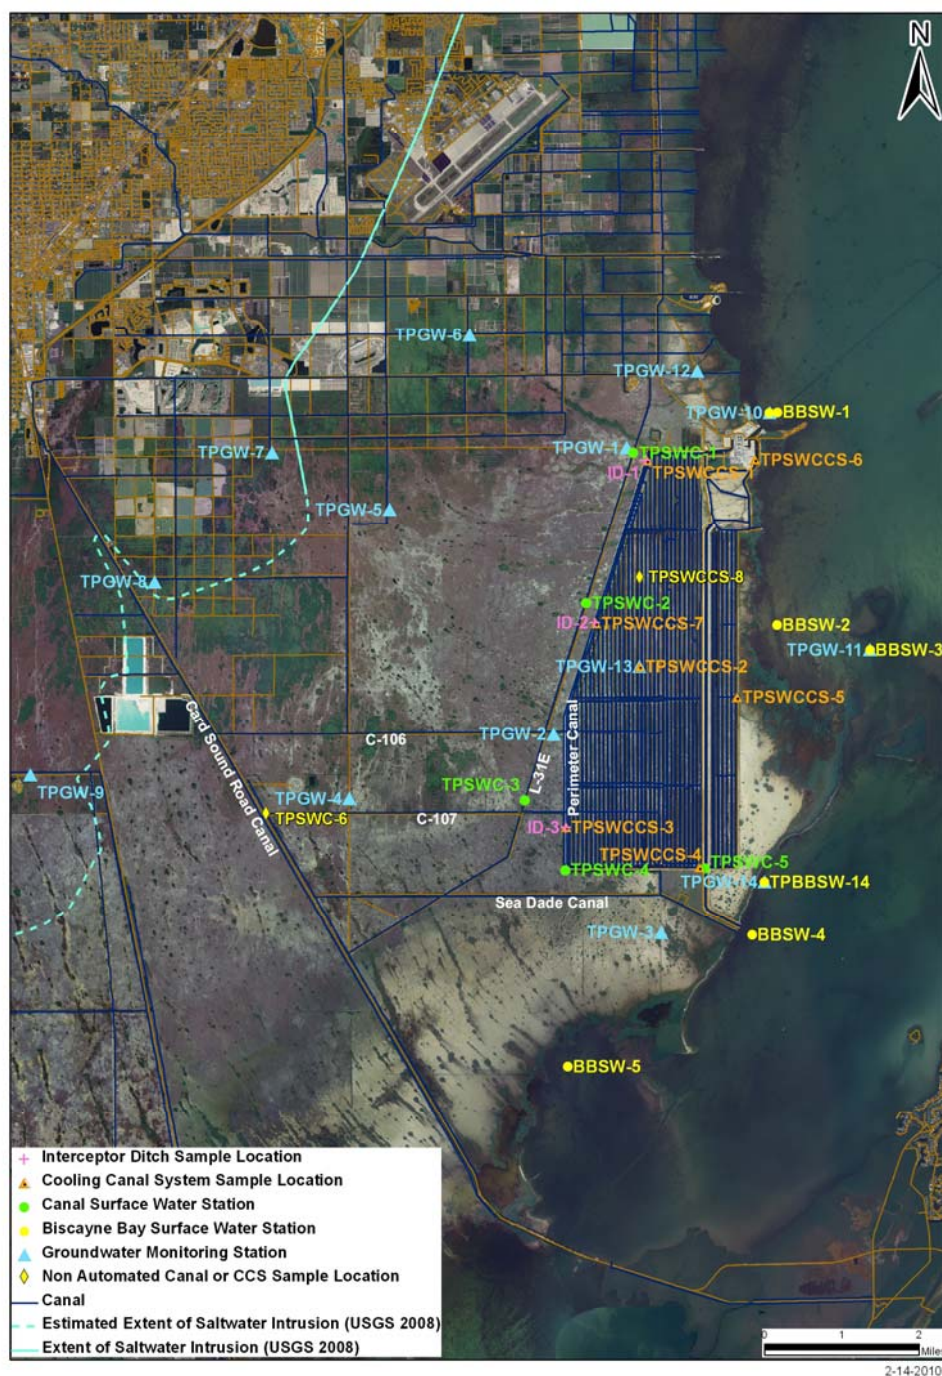 N
TPGW-6
TPGW-12
TPGW-10
BBSW-1
TPGW-1
TPSWC-1
TPGW-7
ID-1
TPSWCCS-
TPSWCCS-6
TPGW-5
TPGW-8
TPSWCCS-8
TPSWC-2
ID-2
TPSWCCS-7
BBSW-2
TPGW-11
BBSW-3
TPGW-13
TPSWCCS-2
TPSWCCS-5
Card Sound Road Canal
C-106
TPGW-2
L-31E
Perimeter Canal
TPGW-9
TPSWC-3
TPGW-4
TPSWC-6
C-107
ID-3
TPSWCCS-3
TPSWCCS-4
TPSWC-5
TPSWC-4
TPGW-14
TPBBSW-14
Sea Dade Canal
TPGW-3
BBSW-4
BBSW-5
Interceptor Ditch Sample Location
Cooling Canal System Sample Location
Canal Surface Water Station
Biscayne Bay Surface Water Station
Groundwater Monitoring Station
Non Automated Canal or CCS Sample Location
Canal
Estimated Extent of Saltwater Intrusion (USGS 2008)
Extent of Saltwater Intrusion (USGS 2008)
0 1 2
Miles
2-14-2010